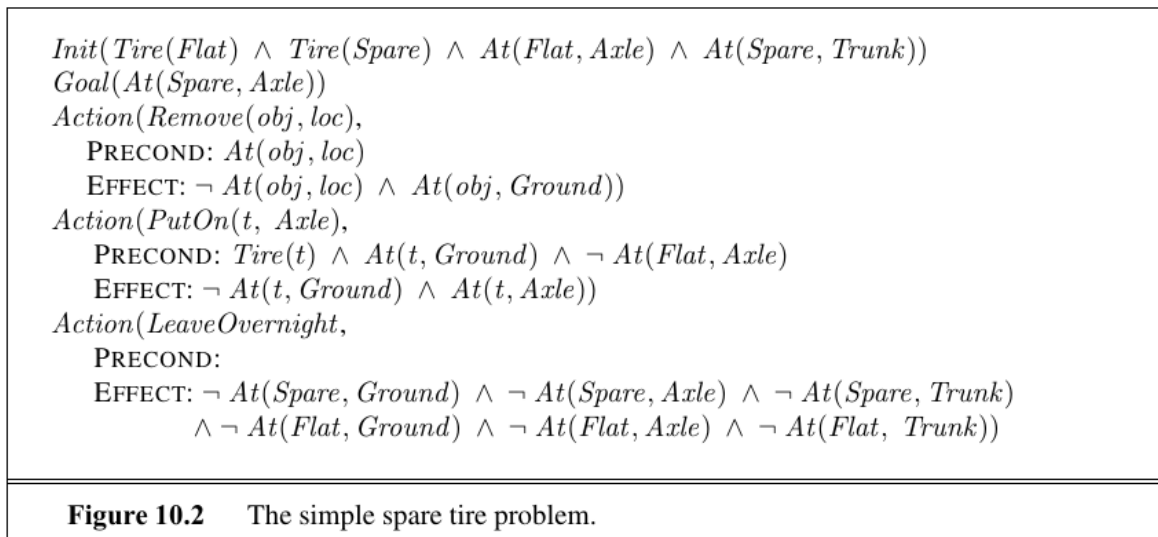 Init(Tire(Flat) ∧ Tire(Spare) ∧ At(Flat, Axle) ∧ At(Spare, Trunk))
Goal(At(Spare, Axle))
Action(Remove(obj, loc),
PRECOND: At(obj, loc)
EFFECT: ¬ At(obj, loc) ∧ At(obj, Ground))
Action(PutOn(t, Axle),
PRECOND: Tire(t) ∧ At(t, Ground) ∧ ¬ At(Flat, Axle)
EFFECT: ¬ At(t, Ground) ∧ At(t, Axle))
Action(LeaveOvernight,
PRECOND:
EFFECT: ¬ At(Spare, Ground) ∧ ¬ At(Spare, Axle) ∧ ¬ At(Spare, Trunk)
∧ ¬ At(Flat, Ground) ∧ ¬ At(Flat, Axle) ∧ ¬ At(Flat, Trunk))
Figure 10.2 The simple spare tire problem.